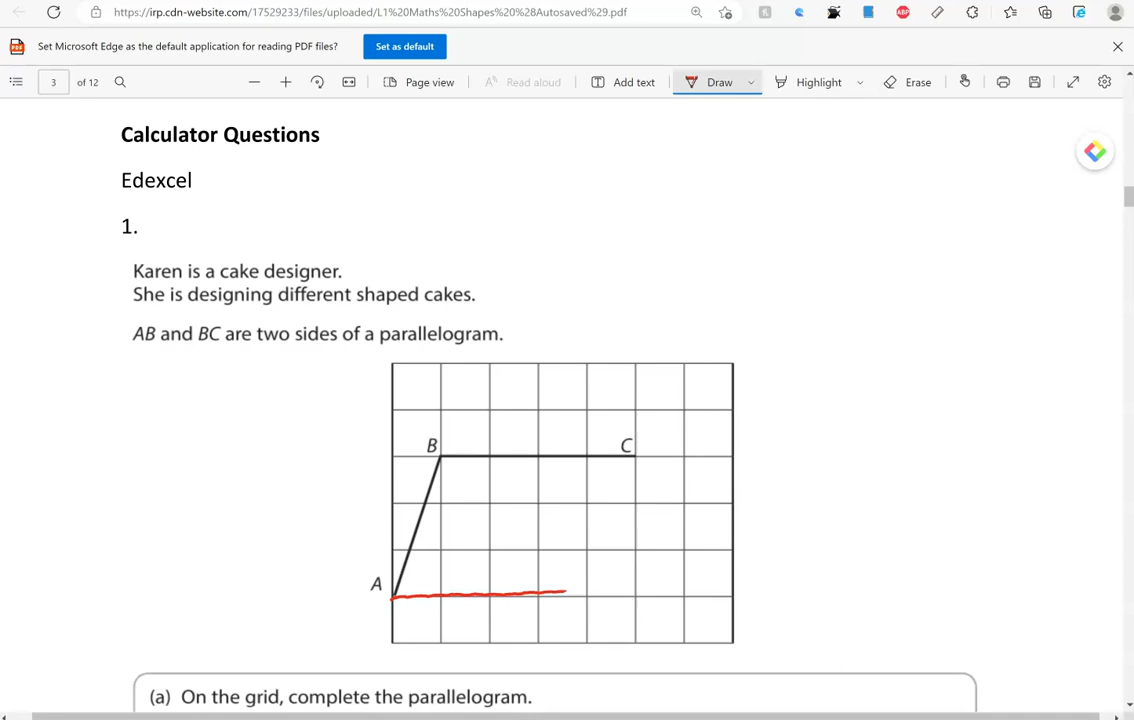 https://irp.cdn-website.com/17529233/files/uploaded/L1%20Maths%20Shapes%20%28Autosaved%29.pdf
Set Microsoft Edge as the default application for reading PDF files?
Set as default
3 of 12
Page view
Read aloud
Add text
Draw
Highlight
Erase
ABP
PDF
Calculator Questions
Edexcel
1.
Karen is a cake designer.
She is designing different shaped cakes.
AB and BC are two sides of a parallelogram.
B C
A
(a) On the grid, complete the parallelogram.